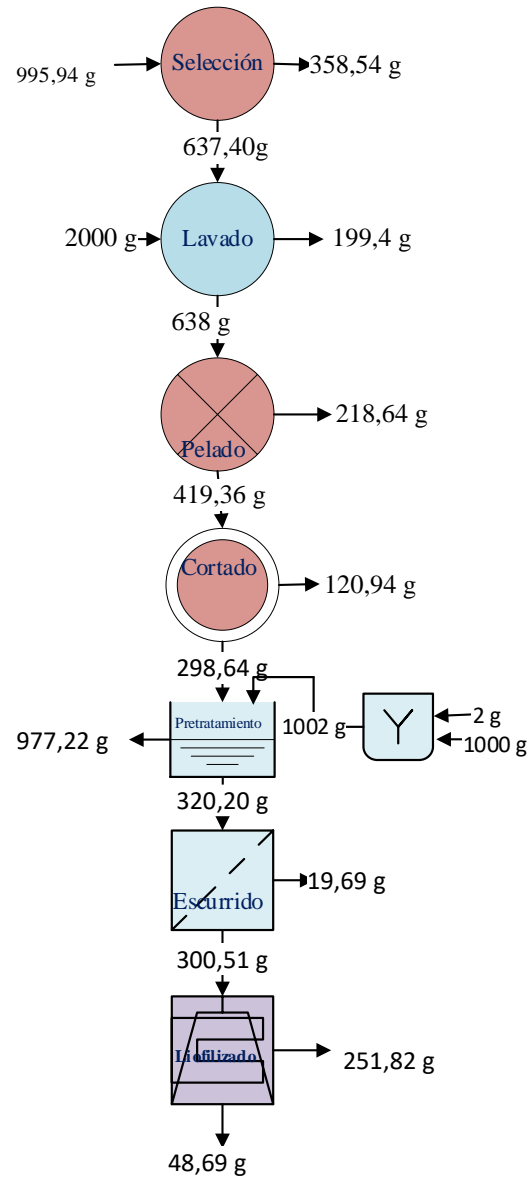 Selección
995,94 g
358,54 g
637,40g
2000 g
Lavado
199,4 g
638 g
218,64 g
Pelado
419,36 g
Cortado
120,94 g
298,64 g
Pretratamiento
1002 g
2 g
1000 g
977,22 g
320,20 g
19,69 g
Escurrido
300,51 g
Liofilizado
251,82 g
48,69 g